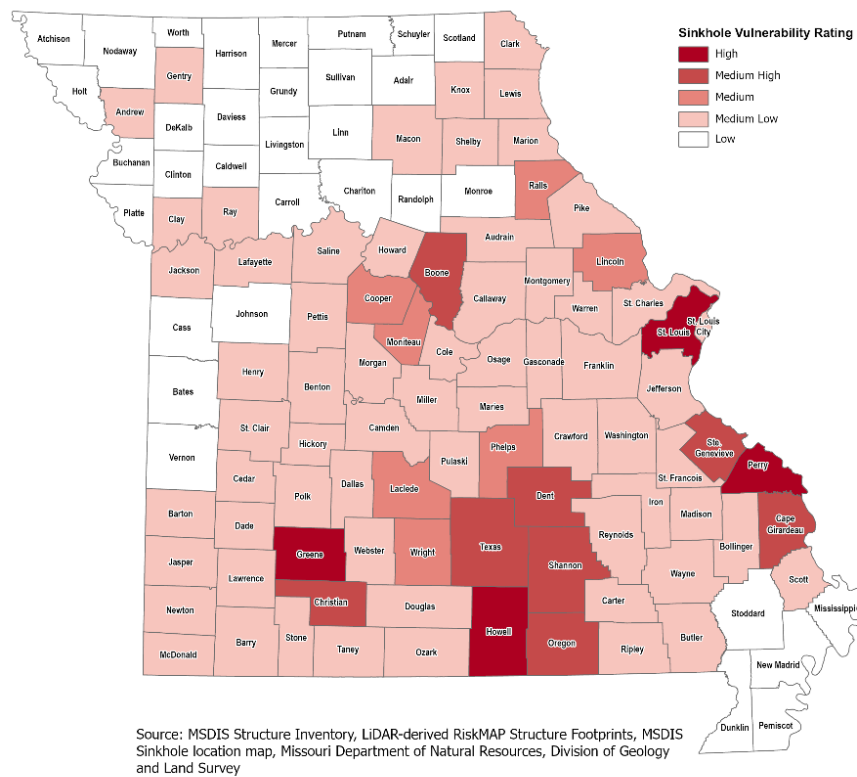 Sinkhole Vulnerability Rating
High
Medium High
Medium
Medium Low
Low
Atchison
Nodaway
Worth
Harrison
Mercer
Putnam
Schuyler
Scotland
Clark
Holt
Gentry
Sullivan
Adair
Knox
Lewis
Andrew
DeKalb
Daviess
Grundy
Linn
Macon
Shelby
Marion
Buchanan
Clinton
Caldwell
Livingston
Chariton
Randolph
Monroe
Ralls
Pike
Platte
Clay
Ray
Carroll
Audrain
Jackson
Lafayette
Saline
Howard
Boone
Callaway
Montgomery
Lincoln
Warren
St. Charles
St. Louis
City
St. Louis
Cass
Johnson
Pettis
Cooper
Moniteau
Cole
Osage
Gasconade
Franklin
Jefferson
Bates
Henry
Benton
Morgan
Miller
Maries
Vernon
St. Clair
Hickory
Camden
Pulaski
Phelps
Crawford
Washington
St. Francois
Ste.
Genevieve
Perry
Cedar
Polk
Dallas
Laclede
Dent
Iron
Madison
Bollinger
Cape
Girardeau
Barton
Dade
Greene
Webster
Wright
Texas
Shannon
Reynolds
Wayne
Scott
Jasper
Lawrence
Christian
Douglas
Howell
Carter
Stoddard
Mississippi
Newton
McDonald
Barry
Stone
Taney
Ozark
Oregon
Ripley
Butler
New Madrid
Dunklin
Pemiscot
Source: MSDIS Structure Inventory, LiDAR-derived RiskMAP Structure Footprints, MSDIS
Sinkhole location map, Missouri Department of Natural Resources, Division of Geology
and Land Survey